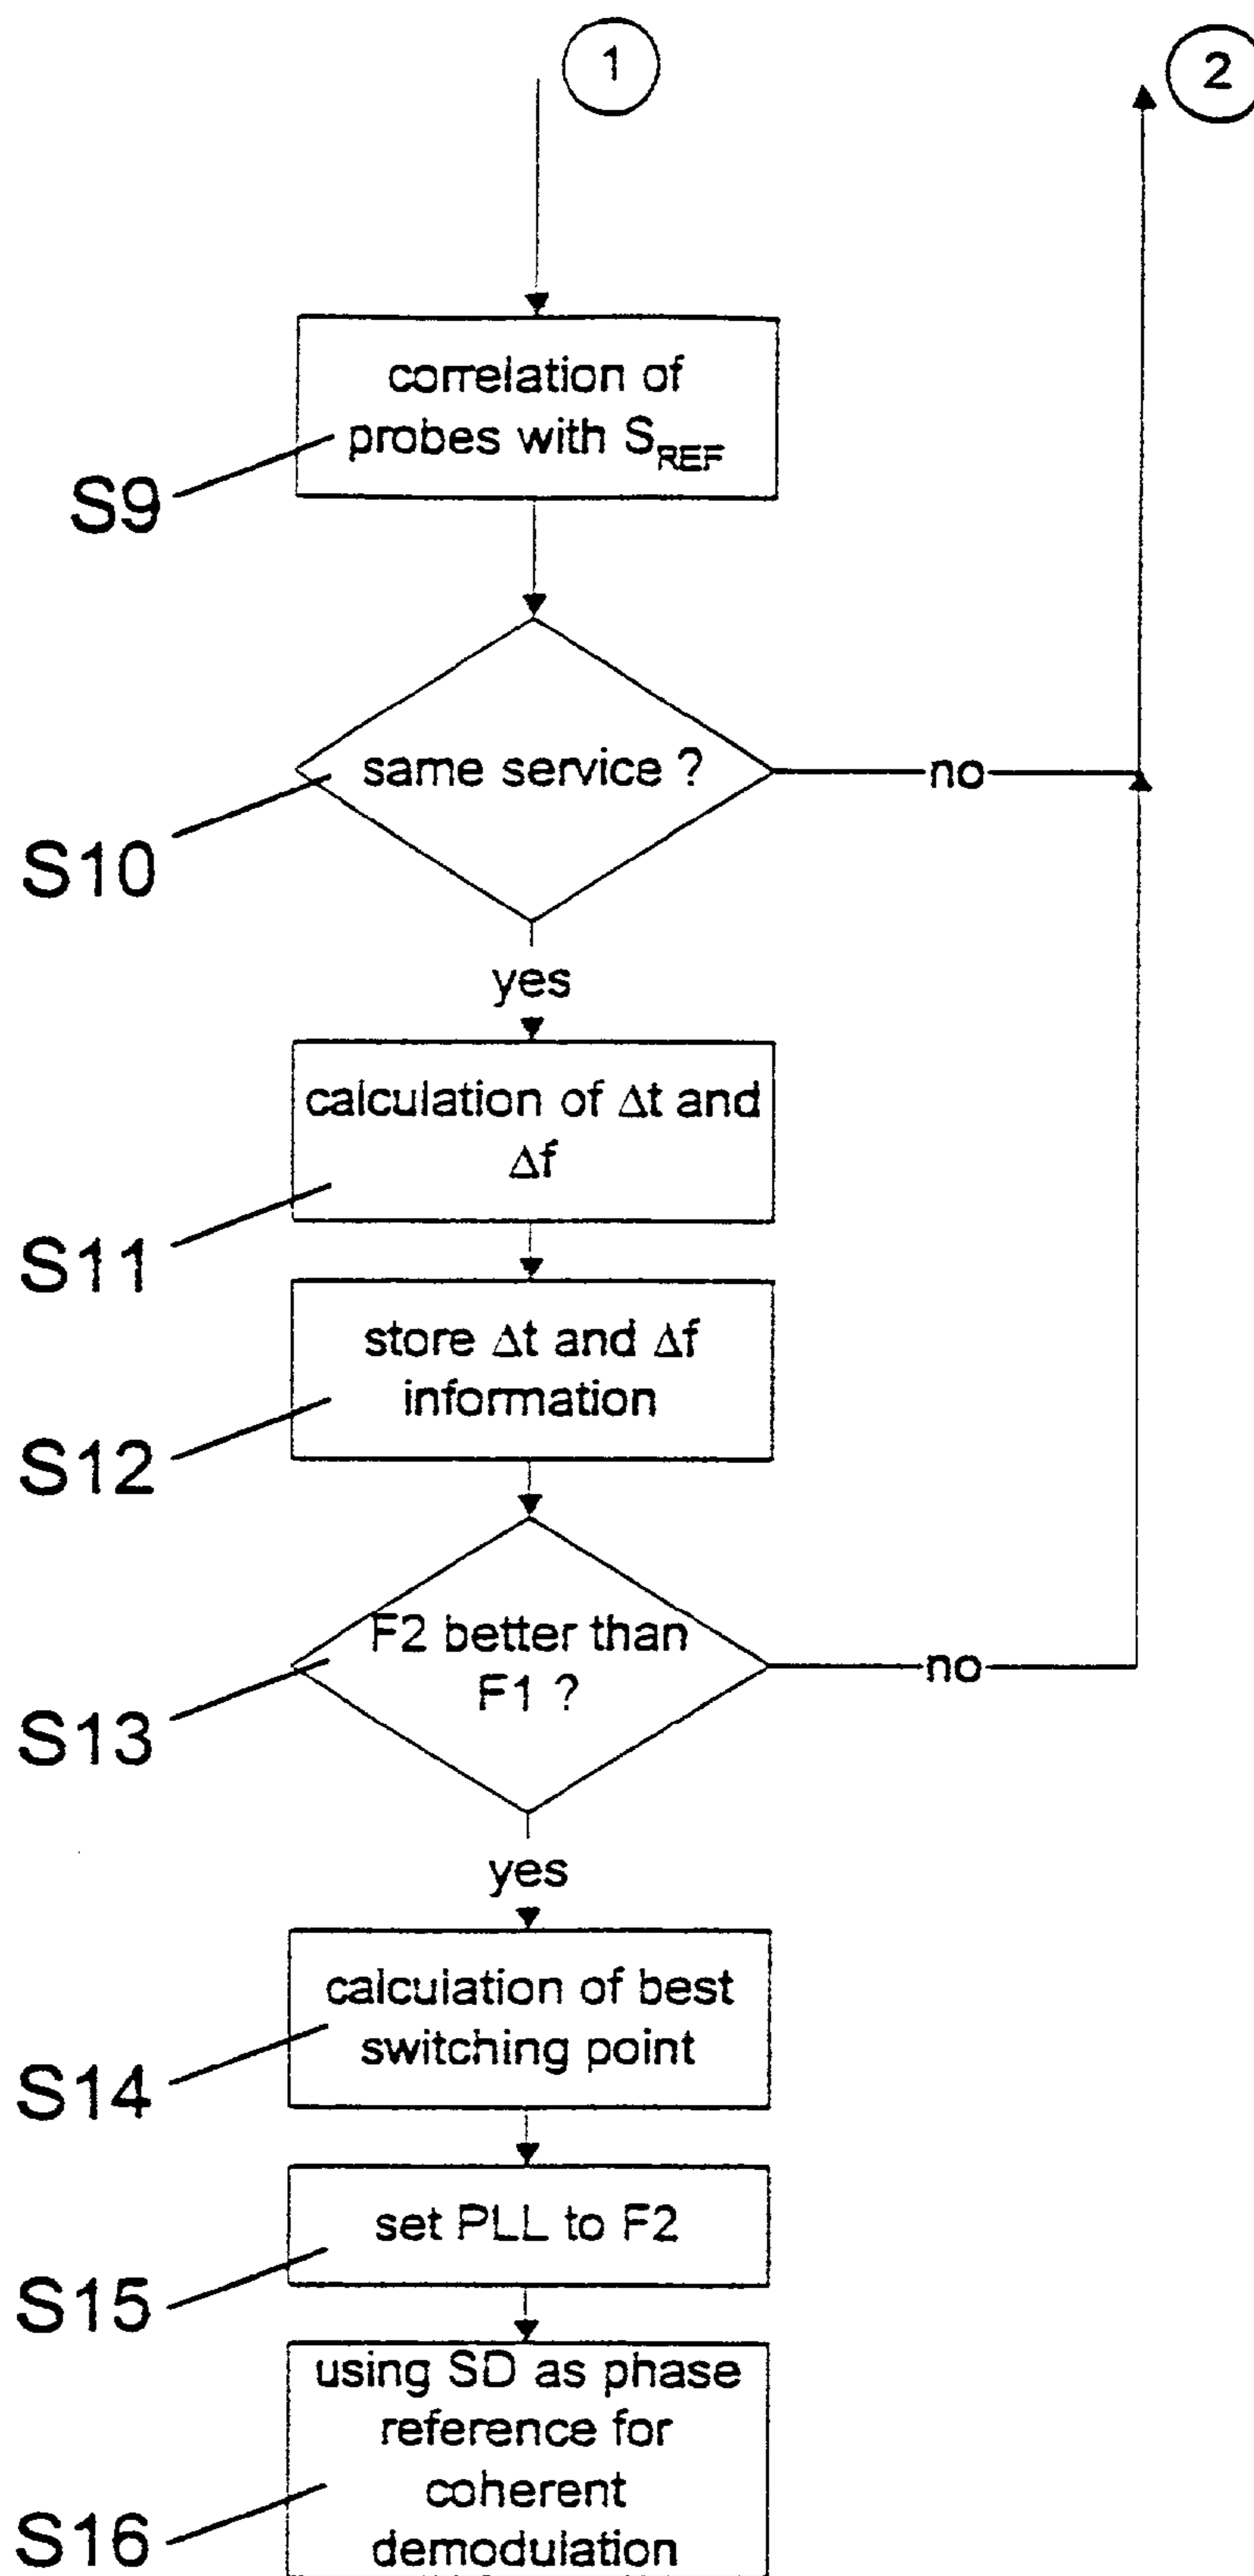 1
2
correlation of
probes with S_REF
S9
same service ?
no
S10
yes
calculation of Δt and
Δf
S11
store Δt and Δf
information
S12
F2 better than
F1 ?
no
S13
yes
calculation of best
switching point
S14
set PLL to F2
S15
using SD as phase
reference for
coherent
demodulation
S16